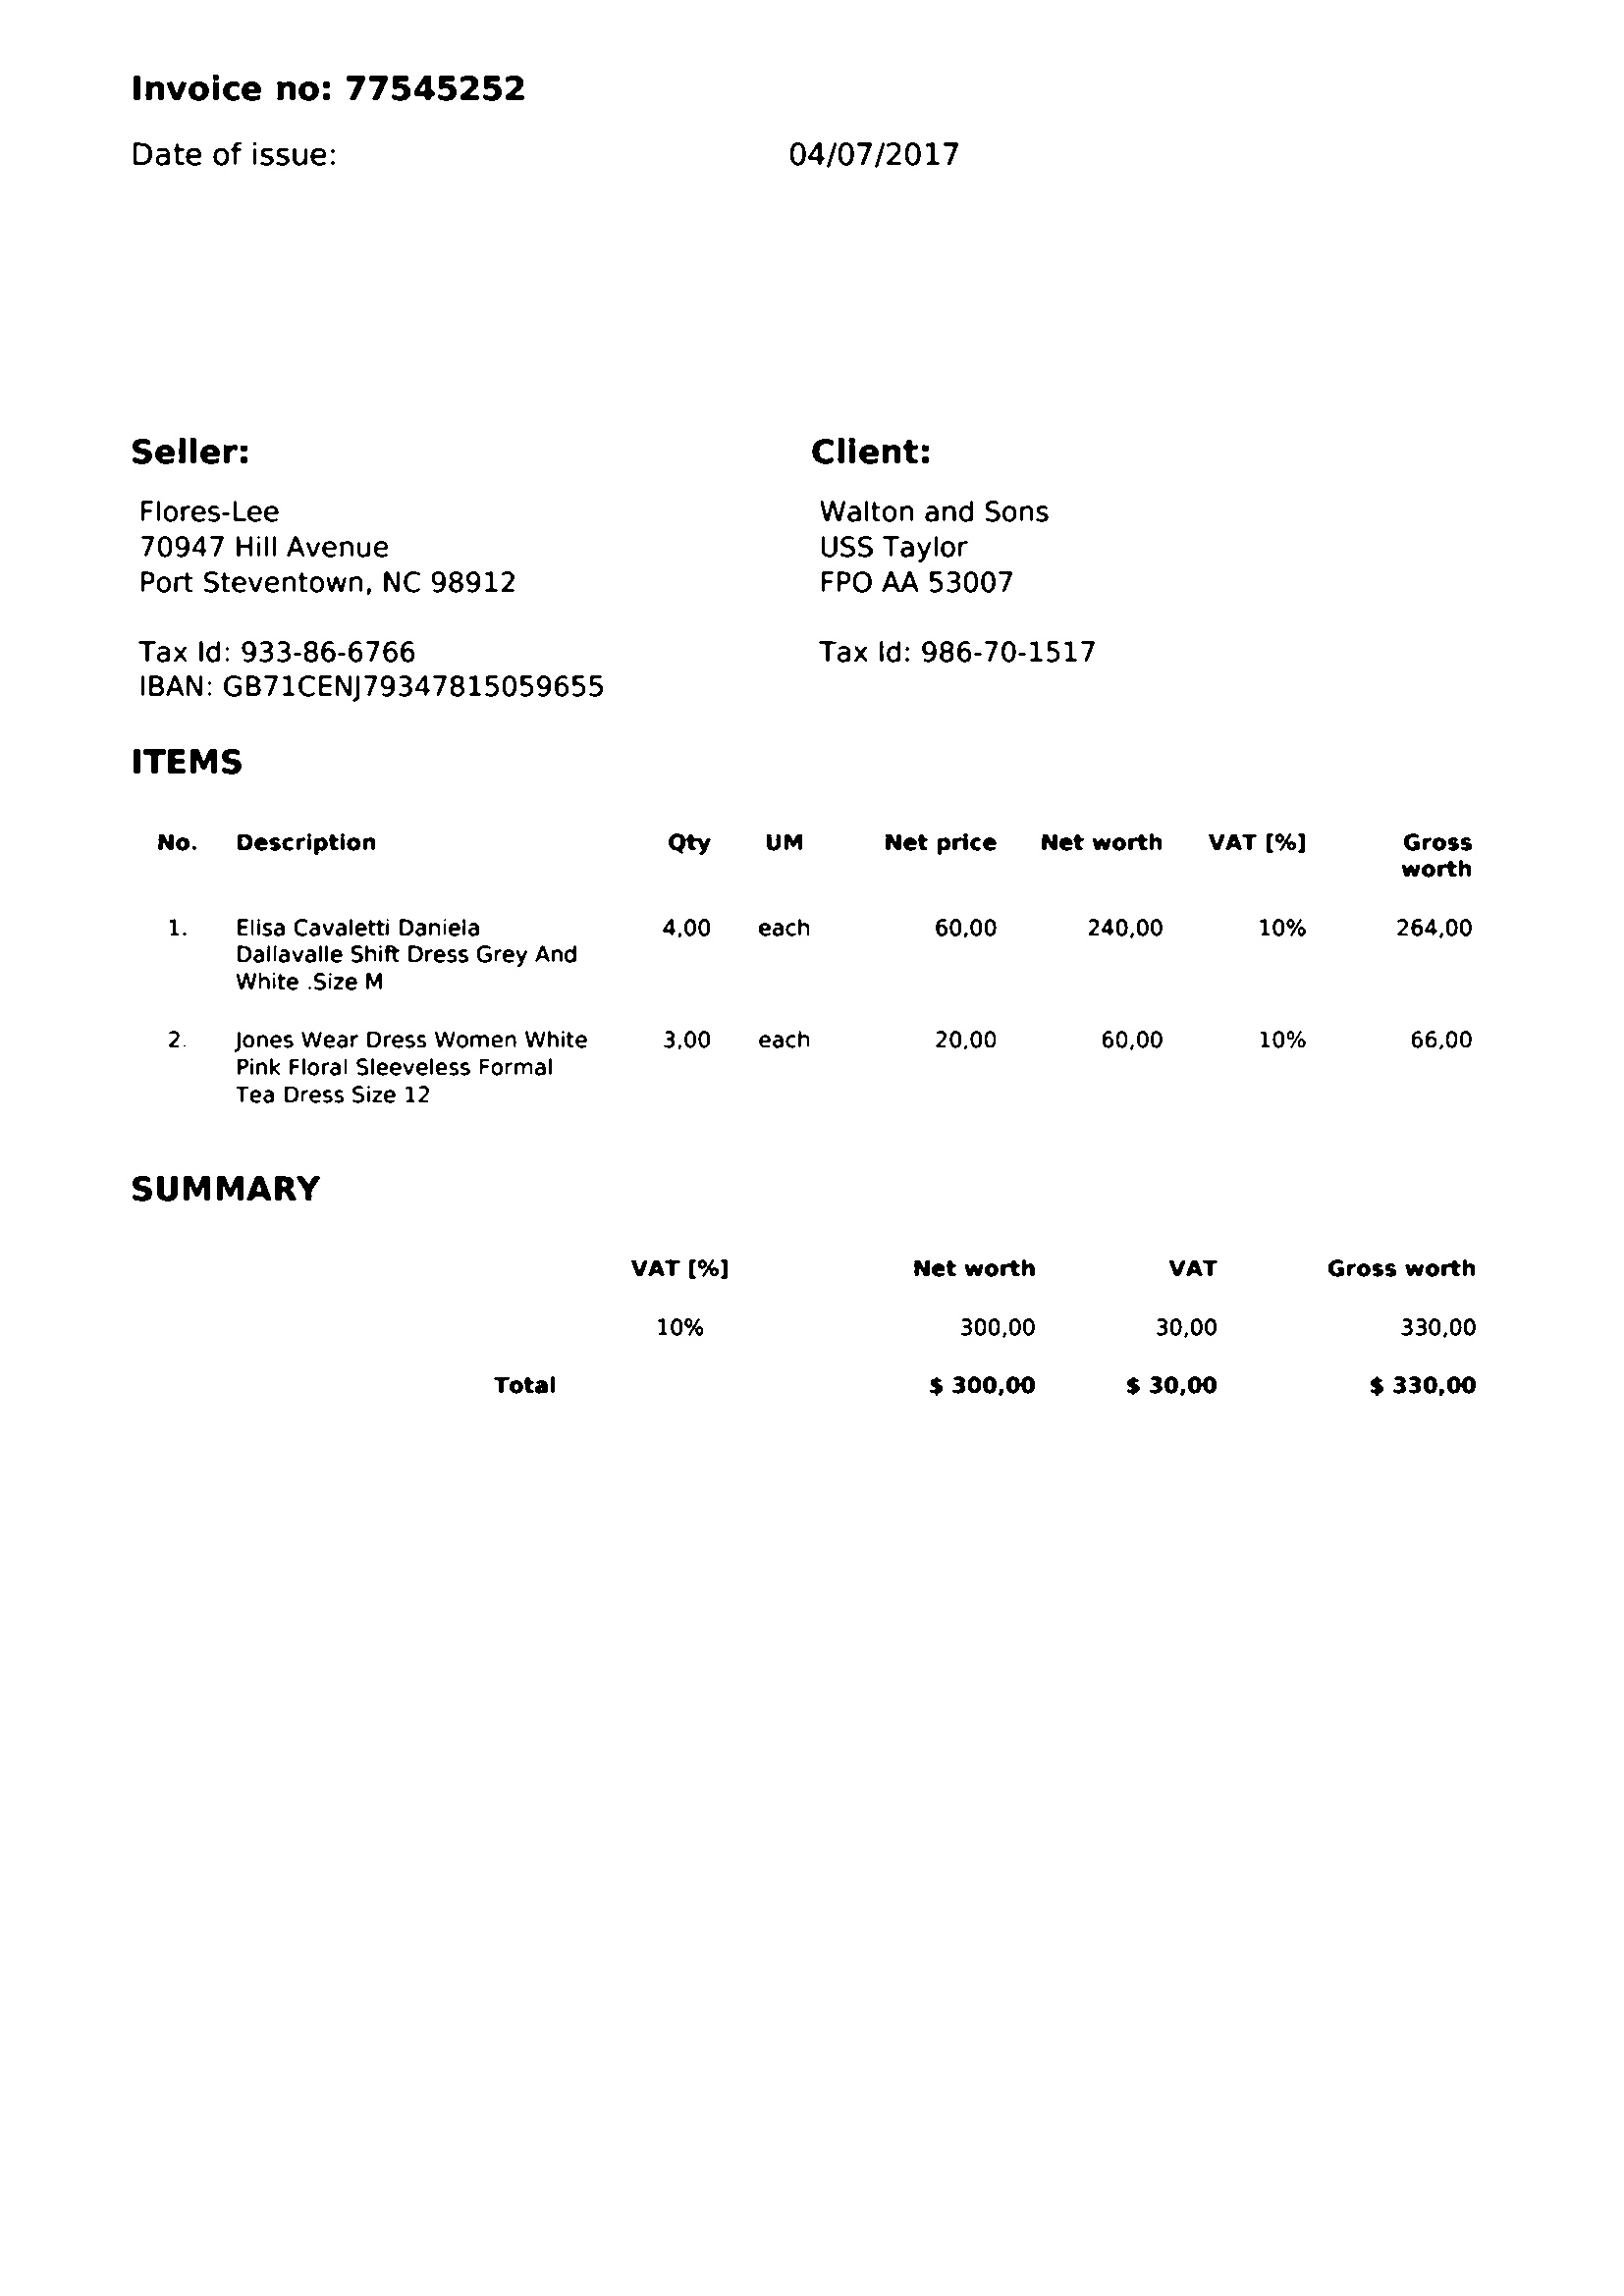 Invoice no: 77545252
Date of issue: 04/07/2017
Seller:
Flores-Lee
70947 Hill Avenue
Port Steventown, NC 98912
Tax Id: 933-86-6766
IBAN: GB71CENJ79347815059655
Client:
Walton and Sons
USS Taylor
FPO AA 53007
Tax Id: 986-70-1517
ITEMS
No. Description Qty UM Net price Net worth VAT [%] Gross
worth
1. Elisa Cavaletti Daniela 4,00 each 60,00 240,00 10% 264,00
Dallavalle Shift Dress Grey And
White .Size M
2. Jones Wear Dress Women White 3,00 each 20,00 60,00 10% 66,00
Pink Floral Sleeveless Formal
Tea Dress Size 12
SUMMARY
VAT [%] Net worth VAT Gross worth
10% 300,00 30,00 330,00
Total $ 300,00 $ 30,00 $ 330,00